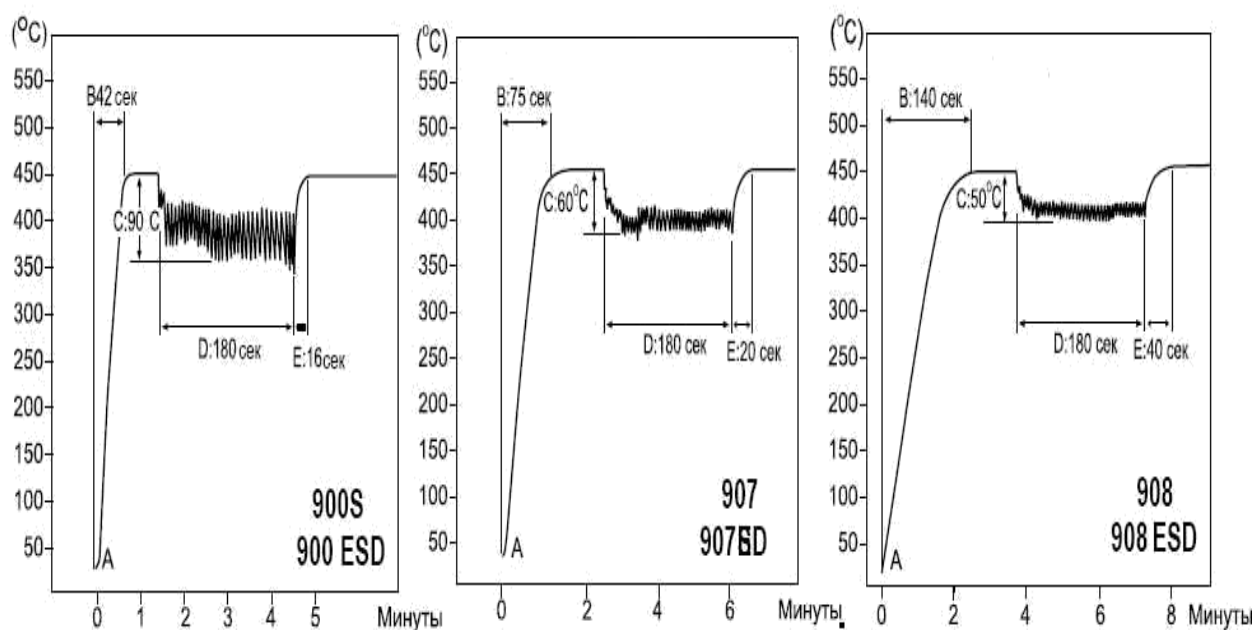 (°C)
550
500
450
400
350
300
250
200
150
100
50
B42 сек
C:90 C
D:180 сек
E:16сек
900S
900 ESD
A
0 1 2 3 4 5 Минуты
(°C)
550
500
450
400
350
300
250
200
150
100
50
B:75 сек
C:60°C
D:180 сек
E:20 сек
907
A
0 2 4 6 Минуты
(°C)
550
500
450
400
350
300
250
200
150
100
50
B:140 сек
C:50°C
D:180 сек
E:40 сек
908
908 ESD
A
0 2 4 6 8 Минуты